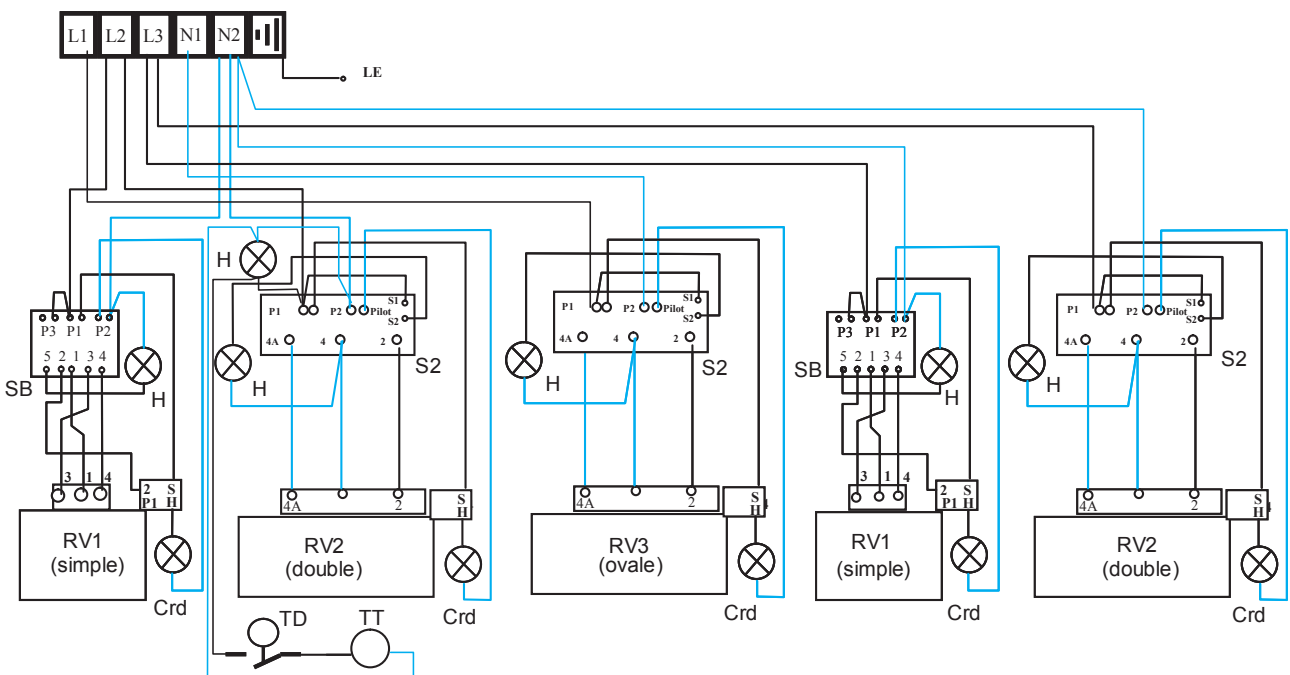 L1 L2 L3 N1 N2
LE
H
P3 P1 P2
5 2 1 3 4
SB
H
3 1 4
2 S
P1 H
RV1
(simple)
Crd
P1 P2 Pilot
S1
S2
4A 4 2
H
S2
4A 2
S
H
RV2
(double)
Crd
TD
TT
P1 P2 Pilot
S1
S2
4A 4 2
H
S2
4A 2
S
H
RV3
(ovale)
Crd
P3 P1 P2
5 2 1 3 4
SB
H
3 1 4
2 S
P1 H
RV1
(simple)
Crd
P1 P2 Pilot
S1
S2
4A 4 2
H
S2
4A 2
S
H
RV2
(double)
Crd